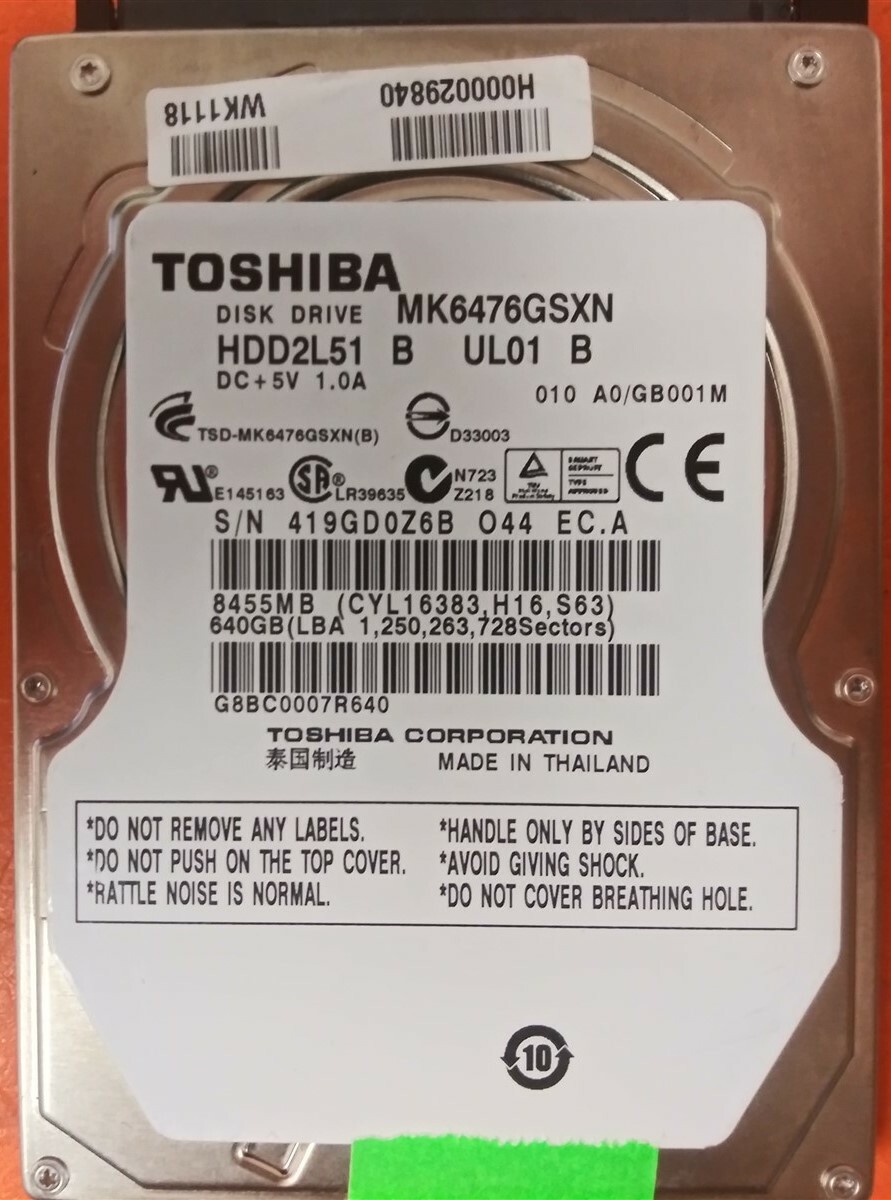 WK1118
H000029840
TOSHIBA
DISK DRIVE MK6476GSXN
HDD2L51 B UL01 B
DC+5V 1.0A
010 A0/GB001M
TSD-MK6476GSXN(B)
D33003
E145163
LR39635
N723
Z218
TYPE
APPROVED
CE
S/N 419GD0Z6B O44 EC.A
8455MB (CYL16383,H16,S63)
640GB(LBA 1,250,263,728Sectors)
G8BC0007R640
TOSHIBA CORPORATION
泰国制造 MADE IN THAILAND
*DO NOT REMOVE ANY LABELS.
*DO NOT PUSH ON THE TOP COVER.
*RATTLE NOISE IS NORMAL.
*HANDLE ONLY BY SIDES OF BASE.
*AVOID GIVING SHOCK.
*DO NOT COVER BREATHING HOLE.
10